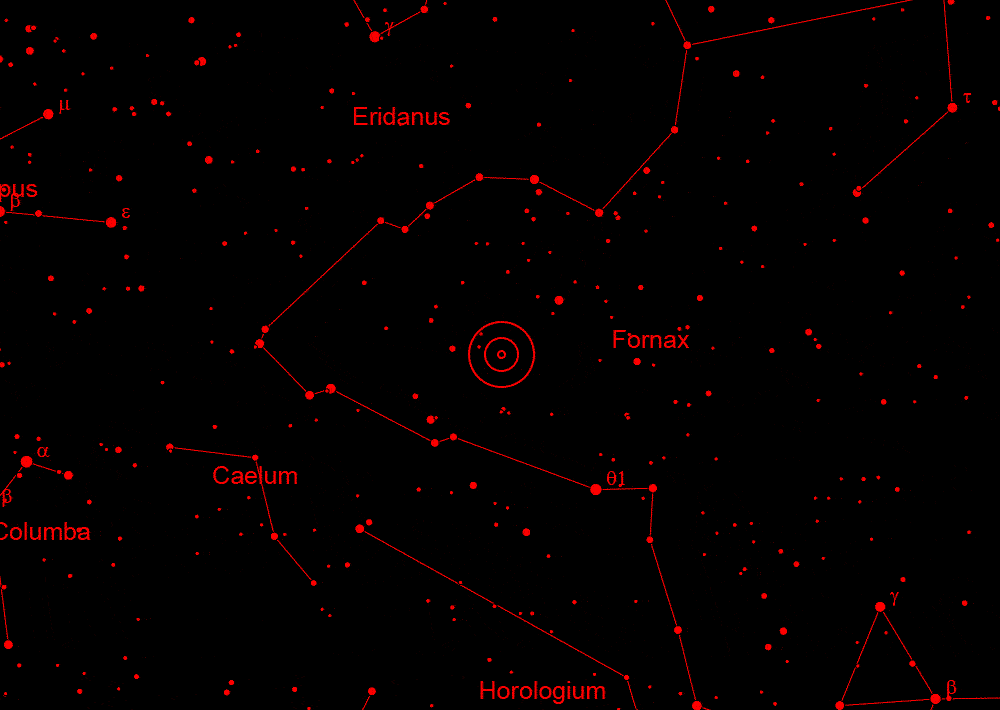 γ
μ
Eridanus
τ
pus
β
ε
Fornax
α
Caelum
θ1
β
Columba
γ
Horologium
β